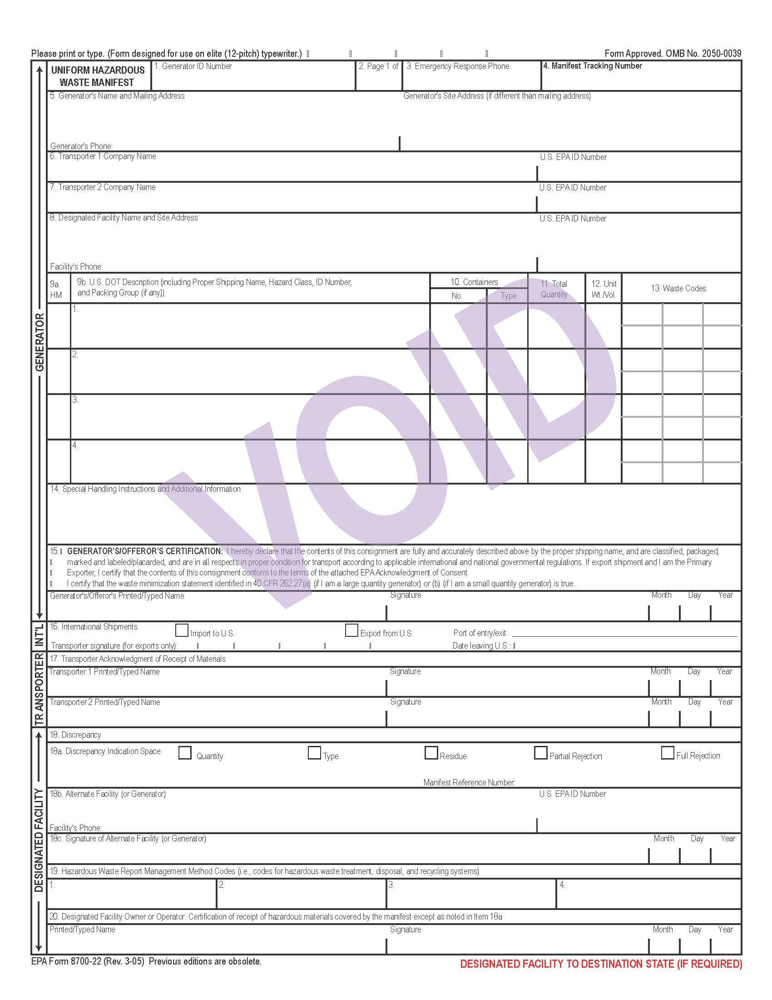 Please print or type. (Form designed for use on elite (12-pitch) typewriter.) Form Approved. OMB No. 2050-0039
UNIFORM HAZARDOUS WASTE MANIFEST
1. Generator ID Number
2. Page 1 of
3. Emergency Response Phone
4. Manifest Tracking Number
5. Generator's Name and Mailing Address
Generator's Site Address (if different than mailing address)
Generator's Phone:
6. Transporter 1 Company Name
U.S. EPA ID Number
7. Transporter 2 Company Name
U.S. EPA ID Number
8. Designated Facility Name and Site Address
U.S. EPA ID Number
Facility's Phone:
9a. HM
9b. U.S. DOT Description (including Proper Shipping Name, Hazard Class, ID Number,
and Packing Group (if any))
10. Containers
No.
Type
11. Total Quantity
12. Unit Wt./Vol.
13. Waste Codes
1.
2.
3.
4.
GENERATOR
VOID
14. Special Handling Instructions and Additional Information
15. GENERATOR'S/OFFEROR'S CERTIFICATION: I hereby declare that the contents of this consignment are fully and accurately described above by the proper shipping name, and are classified, packaged,
marked and labeled/placarded, and are in all respects in proper condition for transport according to applicable international and national governmental regulations. If export shipment and I am the Primary
Exporter, I certify that the contents of this consignment conform to the terms of the attached EPA Acknowledgment of Consent.
I certify that the waste minimization statement identified in 40 CFR 262.27(a) (if I am a large quantity generator) or (b) (if I am a small quantity generator) is true.
Generator's/Offeror's Printed/Typed Name
Signature
Month Day Year
INT'L
16. International Shipments
Import to U.S.
Export from U.S.
Port of entry/exit:
Transporter signature (for exports only):
Date leaving U.S.:
TRANSPORTER
17. Transporter Acknowledgment of Receipt of Materials
Transporter 1 Printed/Typed Name
Signature
Month Day Year
Transporter 2 Printed/Typed Name
Signature
Month Day Year
DESIGNATED FACILITY
18. Discrepancy
18a. Discrepancy Indication Space
Quantity
Type
Residue
Partial Rejection
Full Rejection
Manifest Reference Number:
18b. Alternate Facility (or Generator)
U.S. EPA ID Number
Facility's Phone:
18c. Signature of Alternate Facility (or Generator)
Month Day Year
19. Hazardous Waste Report Management Method Codes (i.e., codes for hazardous waste treatment, disposal, and recycling systems)
1.
2.
3.
4.
20. Designated Facility Owner or Operator: Certification of receipt of hazardous materials covered by the manifest except as noted in Item 18a
Printed/Typed Name
Signature
Month Day Year
EPA Form 8700-22 (Rev. 3-05) Previous editions are obsolete.
DESIGNATED FACILITY TO DESTINATION STATE (IF REQUIRED)